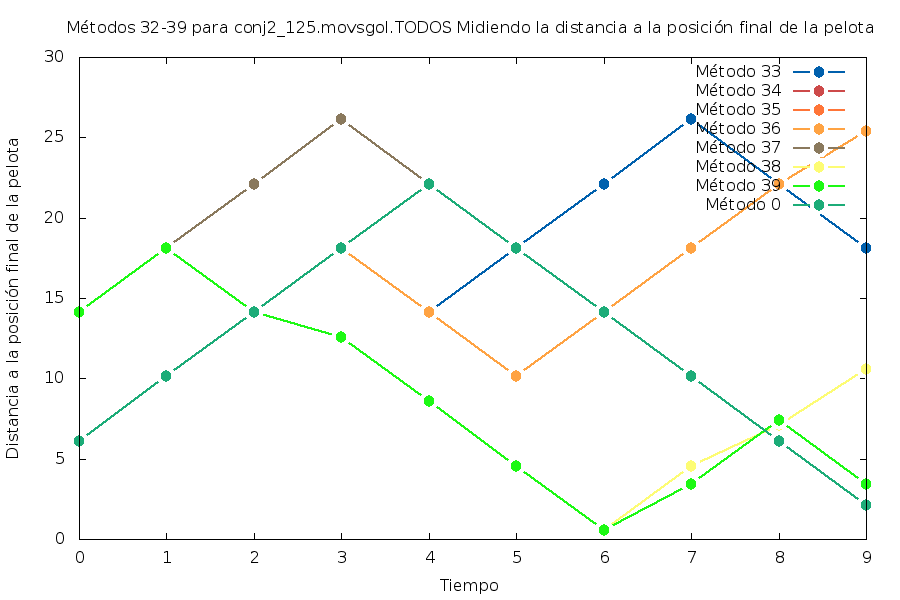 Métodos 32-39 para conj2_125.movsgol.TODOS Midiendo la distancia a la posición final de la pelota
Distancia a la posición final de la pelota
30
25
20
15
10
5
0
Método 33
Método 34
Método 35
Método 36
Método 37
Método 38
Método 39
Método 0
0 1 2 3 4 5 6 7 8 9
Tiempo